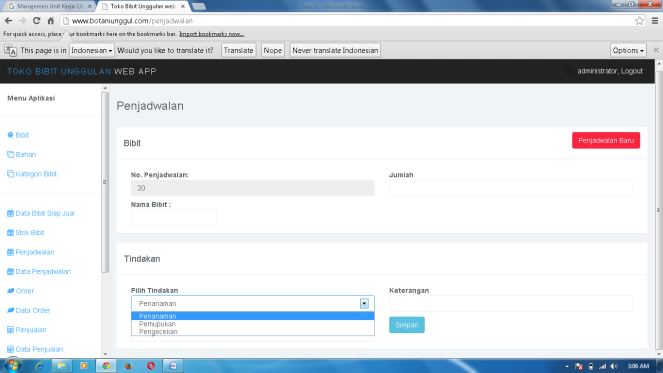 Manajemen Unit Kerja Ur
Toko Bibit Unggulan web
www.botaniunggul.com/penjadwalan
For quick access, place your bookmarks here on the bookmarks bar. Import bookmarks now...
This page is in Indonesian Would you like to translate it? Translate Nope Never translate Indonesian Options
TOKO BIBIT UNGGULAN WEB APP
administrator, Logout
Menu Aplikasi
Bibit
Bahan
Kategori Bibit
Data Bibit Siap Jual
Stok Bibit
Penjadwalan
Data Penjadwalan
Order
Data Order
Penjualan
Data Penjualan
Penjadwalan
Bibit
Penjadwalan Baru
No. Penjadwalan:
20
Jumlah
Nama Bibit :
Tindakan
Pilih Tindakan
Penanaman
Penanaman
Pemupukan
Pengecekan
Keterangan
Simpan
3:06 AM